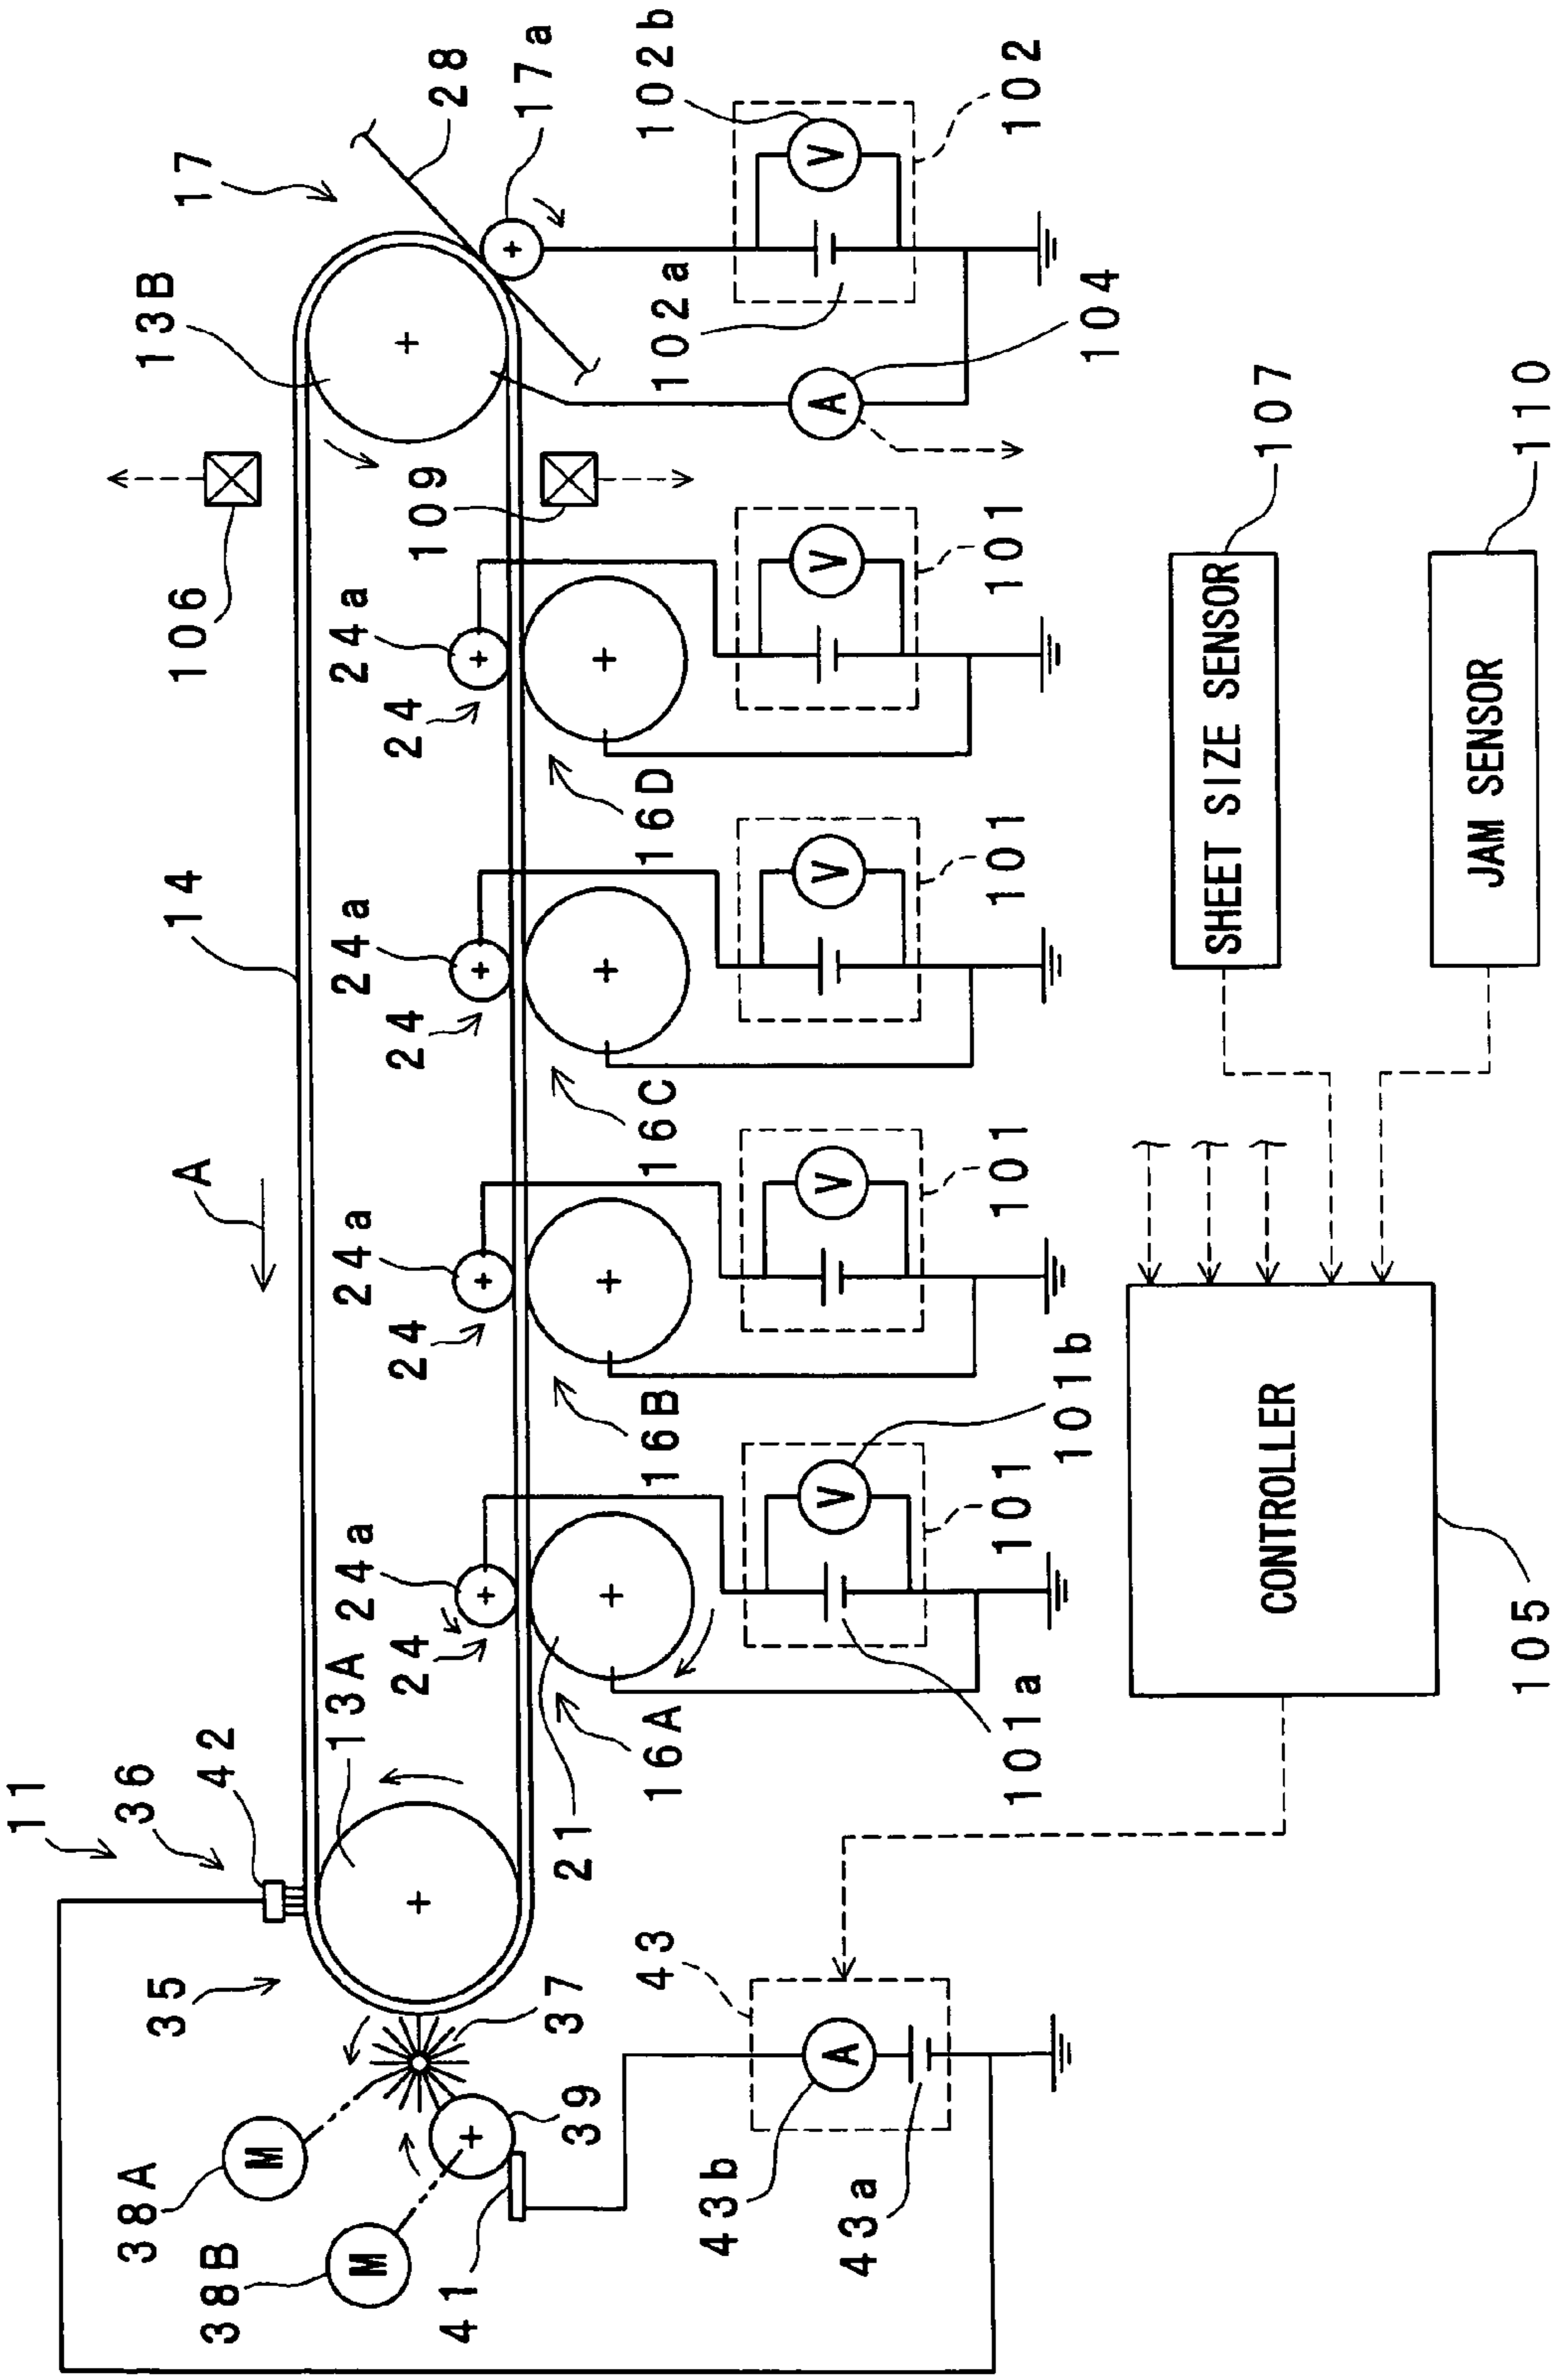 11
36
42
13A
35
37
38A
38B
39
41
43
43b
43a
M
M
A
A
14
17
13B
28
17a
106
109
24a
24
24a
24
24a
24
24a
24
21
16A
16B
16C
16D
V
V
V
V
V
101
101
101
101
101a
101b
102a
102b
102
A
104
CONTROLLER
105
SHEET SIZE SENSOR
107
JAM SENSOR
110